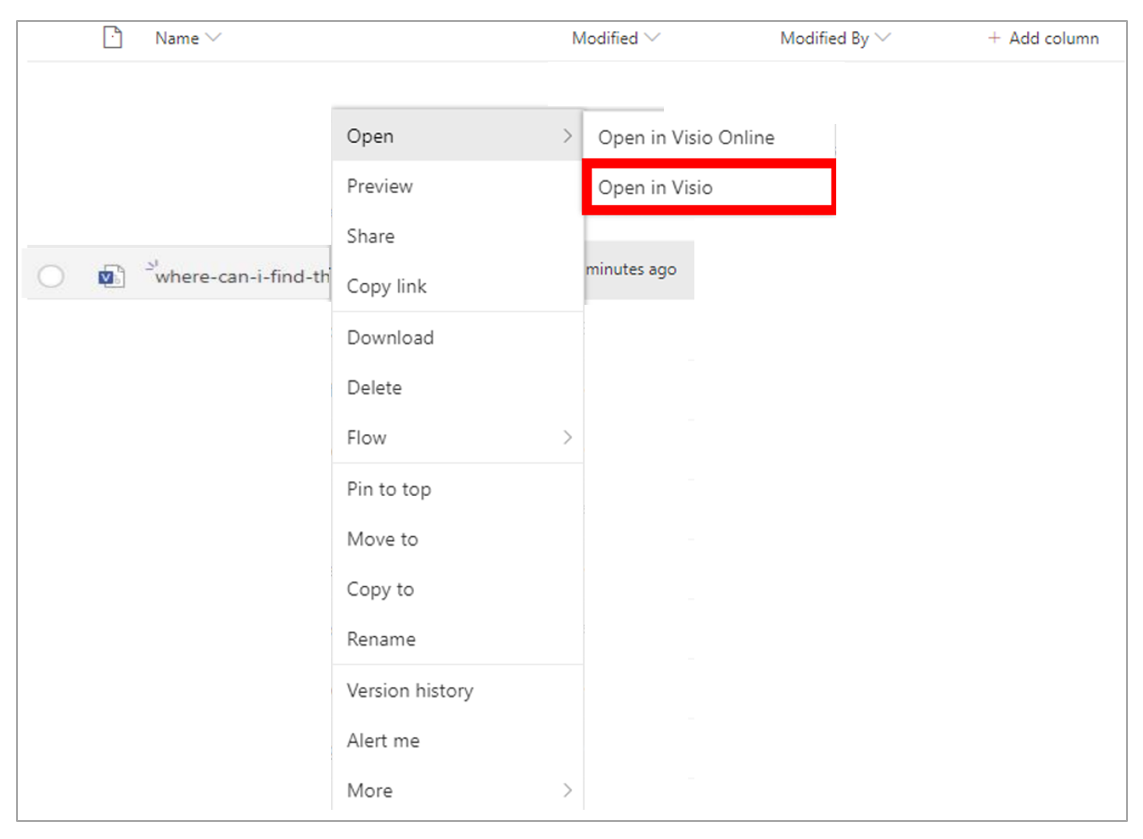 Name Modified Modified By + Add column
Open
Open in Visio Online
Preview
Open in Visio
Share
where-can-i-find-th
minutes ago
Copy link
Download
Delete
Flow
Pin to top
Move to
Copy to
Rename
Version history
Alert me
More